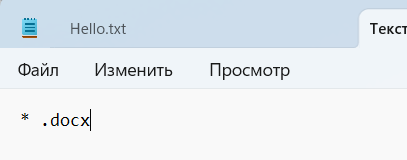 Hello.txt
Текст
Файл Изменить Просмотр
* .docx